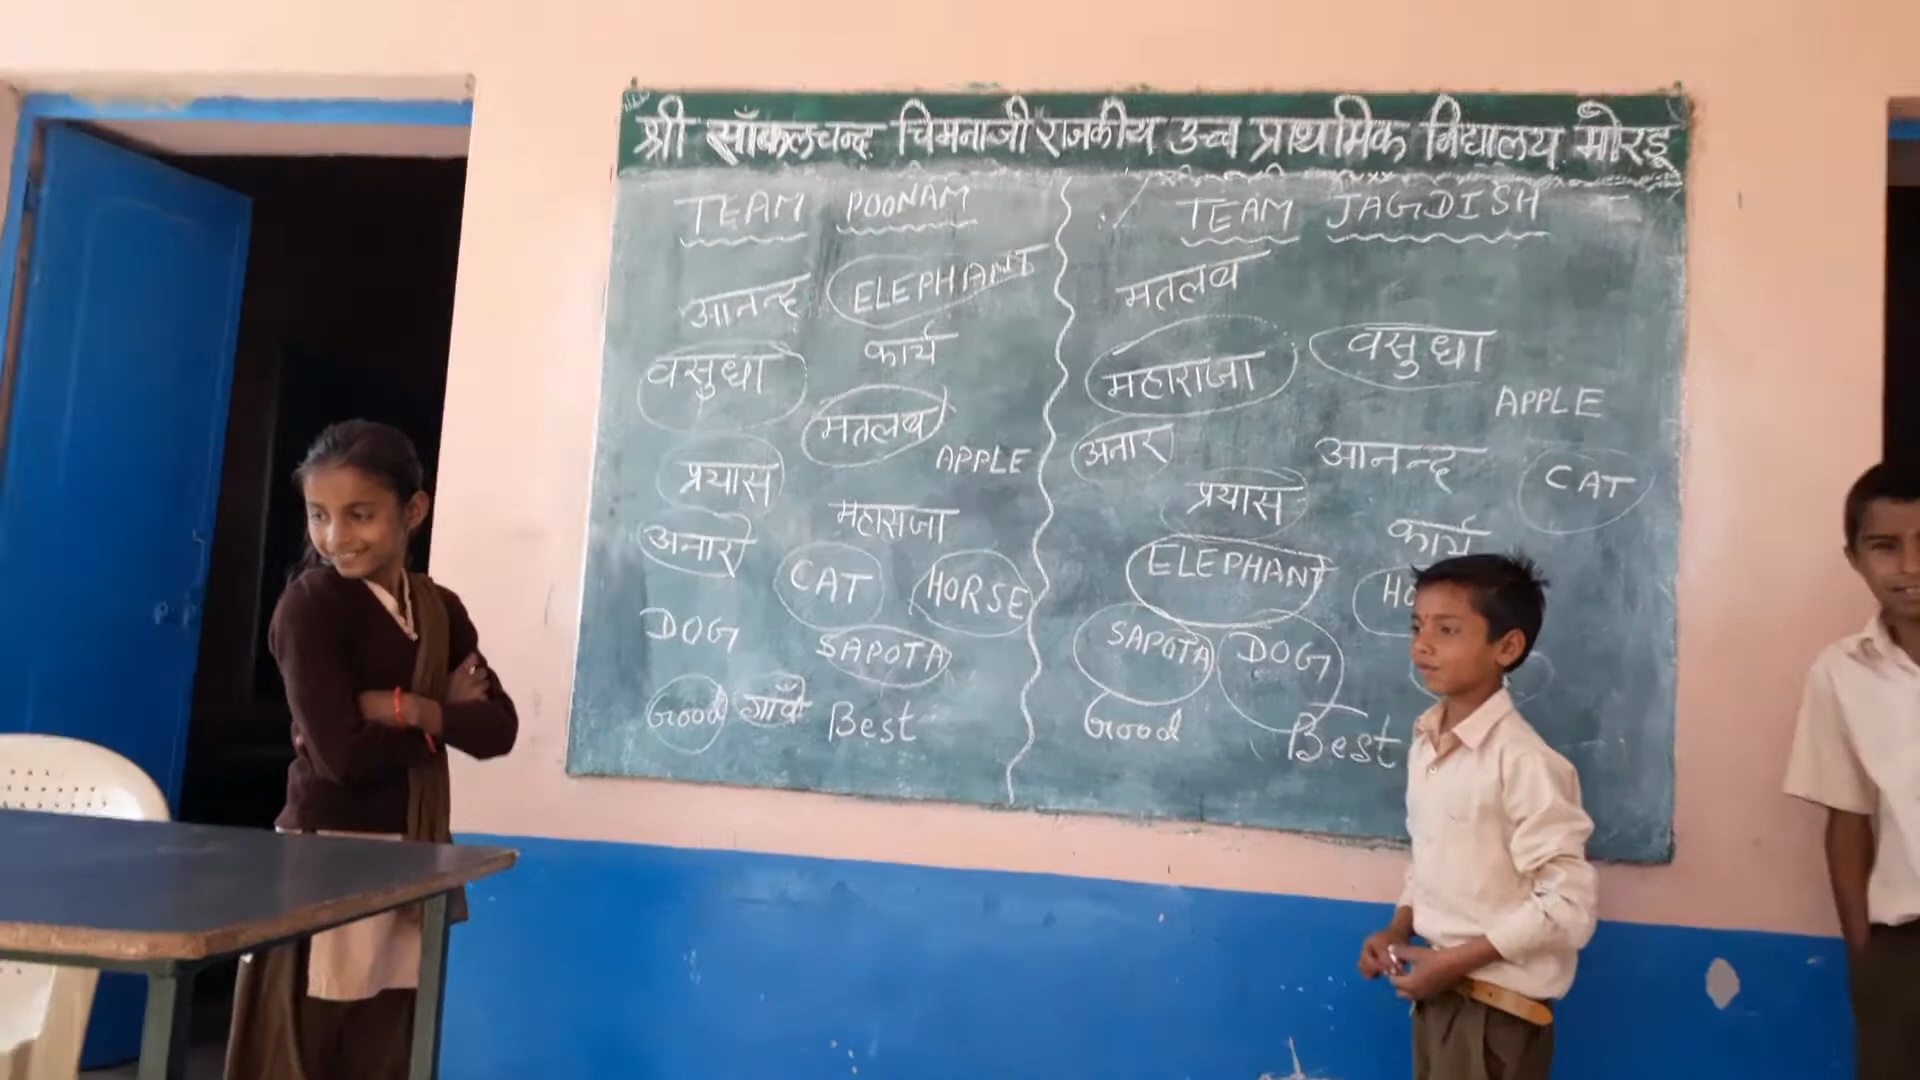 श्री साँकलचन्द चिमनाजी राजकीय उच्च प्राथमिक विद्यालय मोरडू
TEAM POONAM
आनन्द ELEPHANT
कार्य
वसुधा
मतलब
APPLE
प्रयास
महाराजा
अनार
CAT HORSE
DOG
SAPOTA
Good गाँव Best
TEAM JAGDISH
मतलब
वसुधा
महाराजा
APPLE
अनार
आनन्द
CAT
प्रयास
कार्य
ELEPHANT
SAPOTA DOG
Good
Best